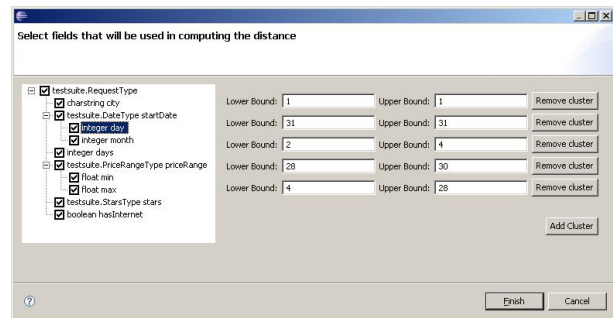 Select fields that will be used in computing the distance
testsuite.RequestType
charstring city
testsuite.DateType startDate
integer day
integer month
integer days
testsuite.PriceRangeType priceRange
float min
float max
testsuite.StarsType stars
boolean hasInternet
Lower Bound: 1 Upper Bound: 1 Remove cluster
Lower Bound: 31 Upper Bound: 31 Remove cluster
Lower Bound: 2 Upper Bound: 4 Remove cluster
Lower Bound: 28 Upper Bound: 30 Remove cluster
Lower Bound: 4 Upper Bound: 28 Remove cluster
Add Cluster
Finish Cancel